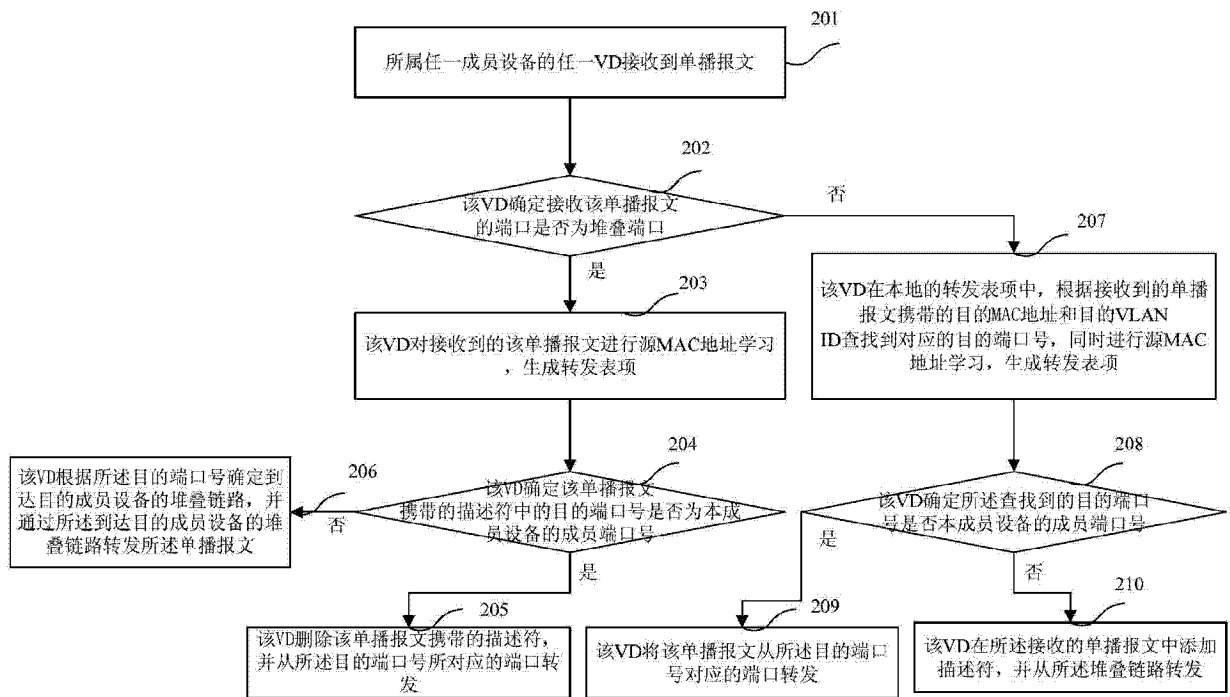 201
所属任一成员设备的任一VD接收到单播报文
202
该VD确定接收该单播报文
的端口是否为堆叠端口
否
是
203
该VD对接收到的该单播报文进行源MAC地址学习
，生成转发表项
207
该VD在本地的转发表项中，根据接收到的单播
报文携带的目的MAC地址和目的VLAN
ID查找到对应的目的端口号，同时进行源MAC
地址学习，生成转发表项
204
该VD确定该单播报文
携带的描述符中的目的端口号是否为本成
员设备的成员端口号
否
是
206
该VD根据所述目的端口号确定到
达目的成员设备的堆叠链路，并
通过所述到达目的成员设备的堆
叠链路转发所述单播报文
208
该VD确定所述查找到的目的端口
号是否本成员设备的成员端口号
是
否
205
该VD删除该单播报文携带的描述符，
并从所述目的端口号所对应的端口转
发
209
该VD将该单播报文从所述目的端口
号对应的端口转发
210
该VD在所述接收的单播报文中添加
描述符，并从所述堆叠链路转发